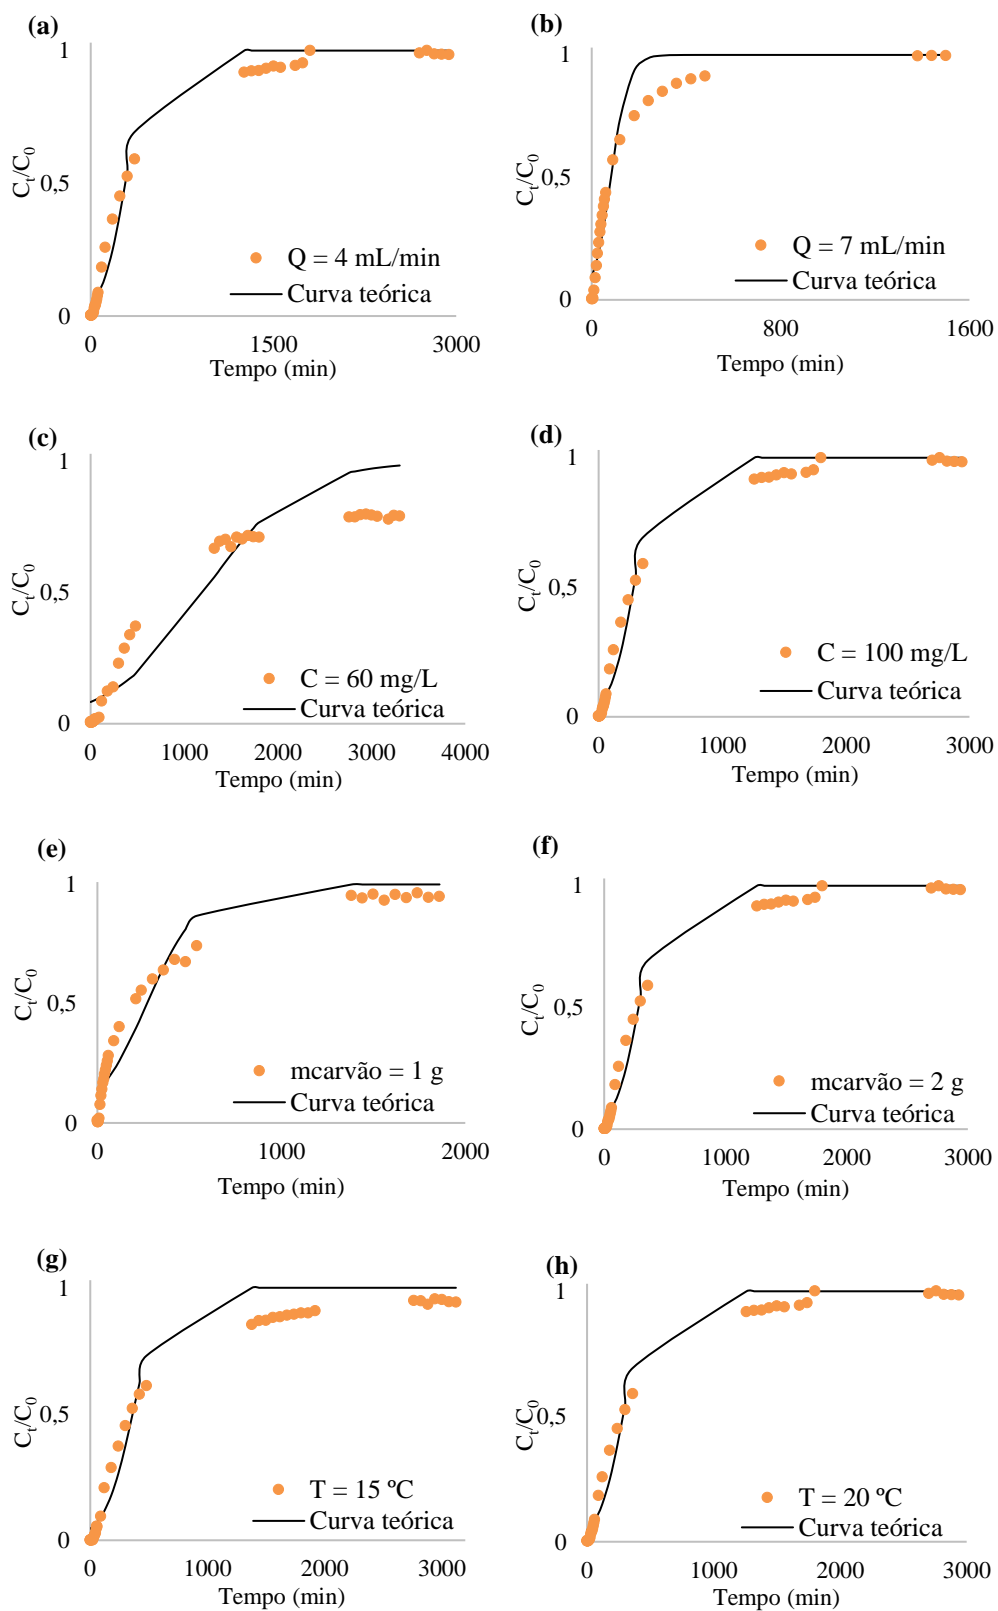 (a)
1
0,5
0
Ct/C0
Q = 4 mL/min
Curva teórica
0 1500 3000
Tempo (min)
(b)
1
0,5
0
Ct/C0
Q = 7 mL/min
Curva teórica
0 800 1600
Tempo (min)
(c)
1
0,5
0
Ct/C0
C = 60 mg/L
Curva teórica
0 1000 2000 3000 4000
Tempo (min)
(d)
1
0,5
0
Ct/C0
C = 100 mg/L
Curva teórica
0 1000 2000 3000
Tempo (min)
(e)
1
0,5
0
Ct/C0
mcarvão = 1 g
Curva teórica
0 1000 2000
Tempo (min)
(f)
1
0,5
0
Ct/C0
mcarvão = 2 g
Curva teórica
0 1000 2000 3000
Tempo (min)
(g)
1
0,5
0
Ct/C0
T = 15 ºC
Curva teórica
0 1000 2000 3000
Tempo (min)
(h)
1
0,5
0
Ct/C0
T = 20 ºC
Curva teórica
0 1000 2000 3000
Tempo (min)